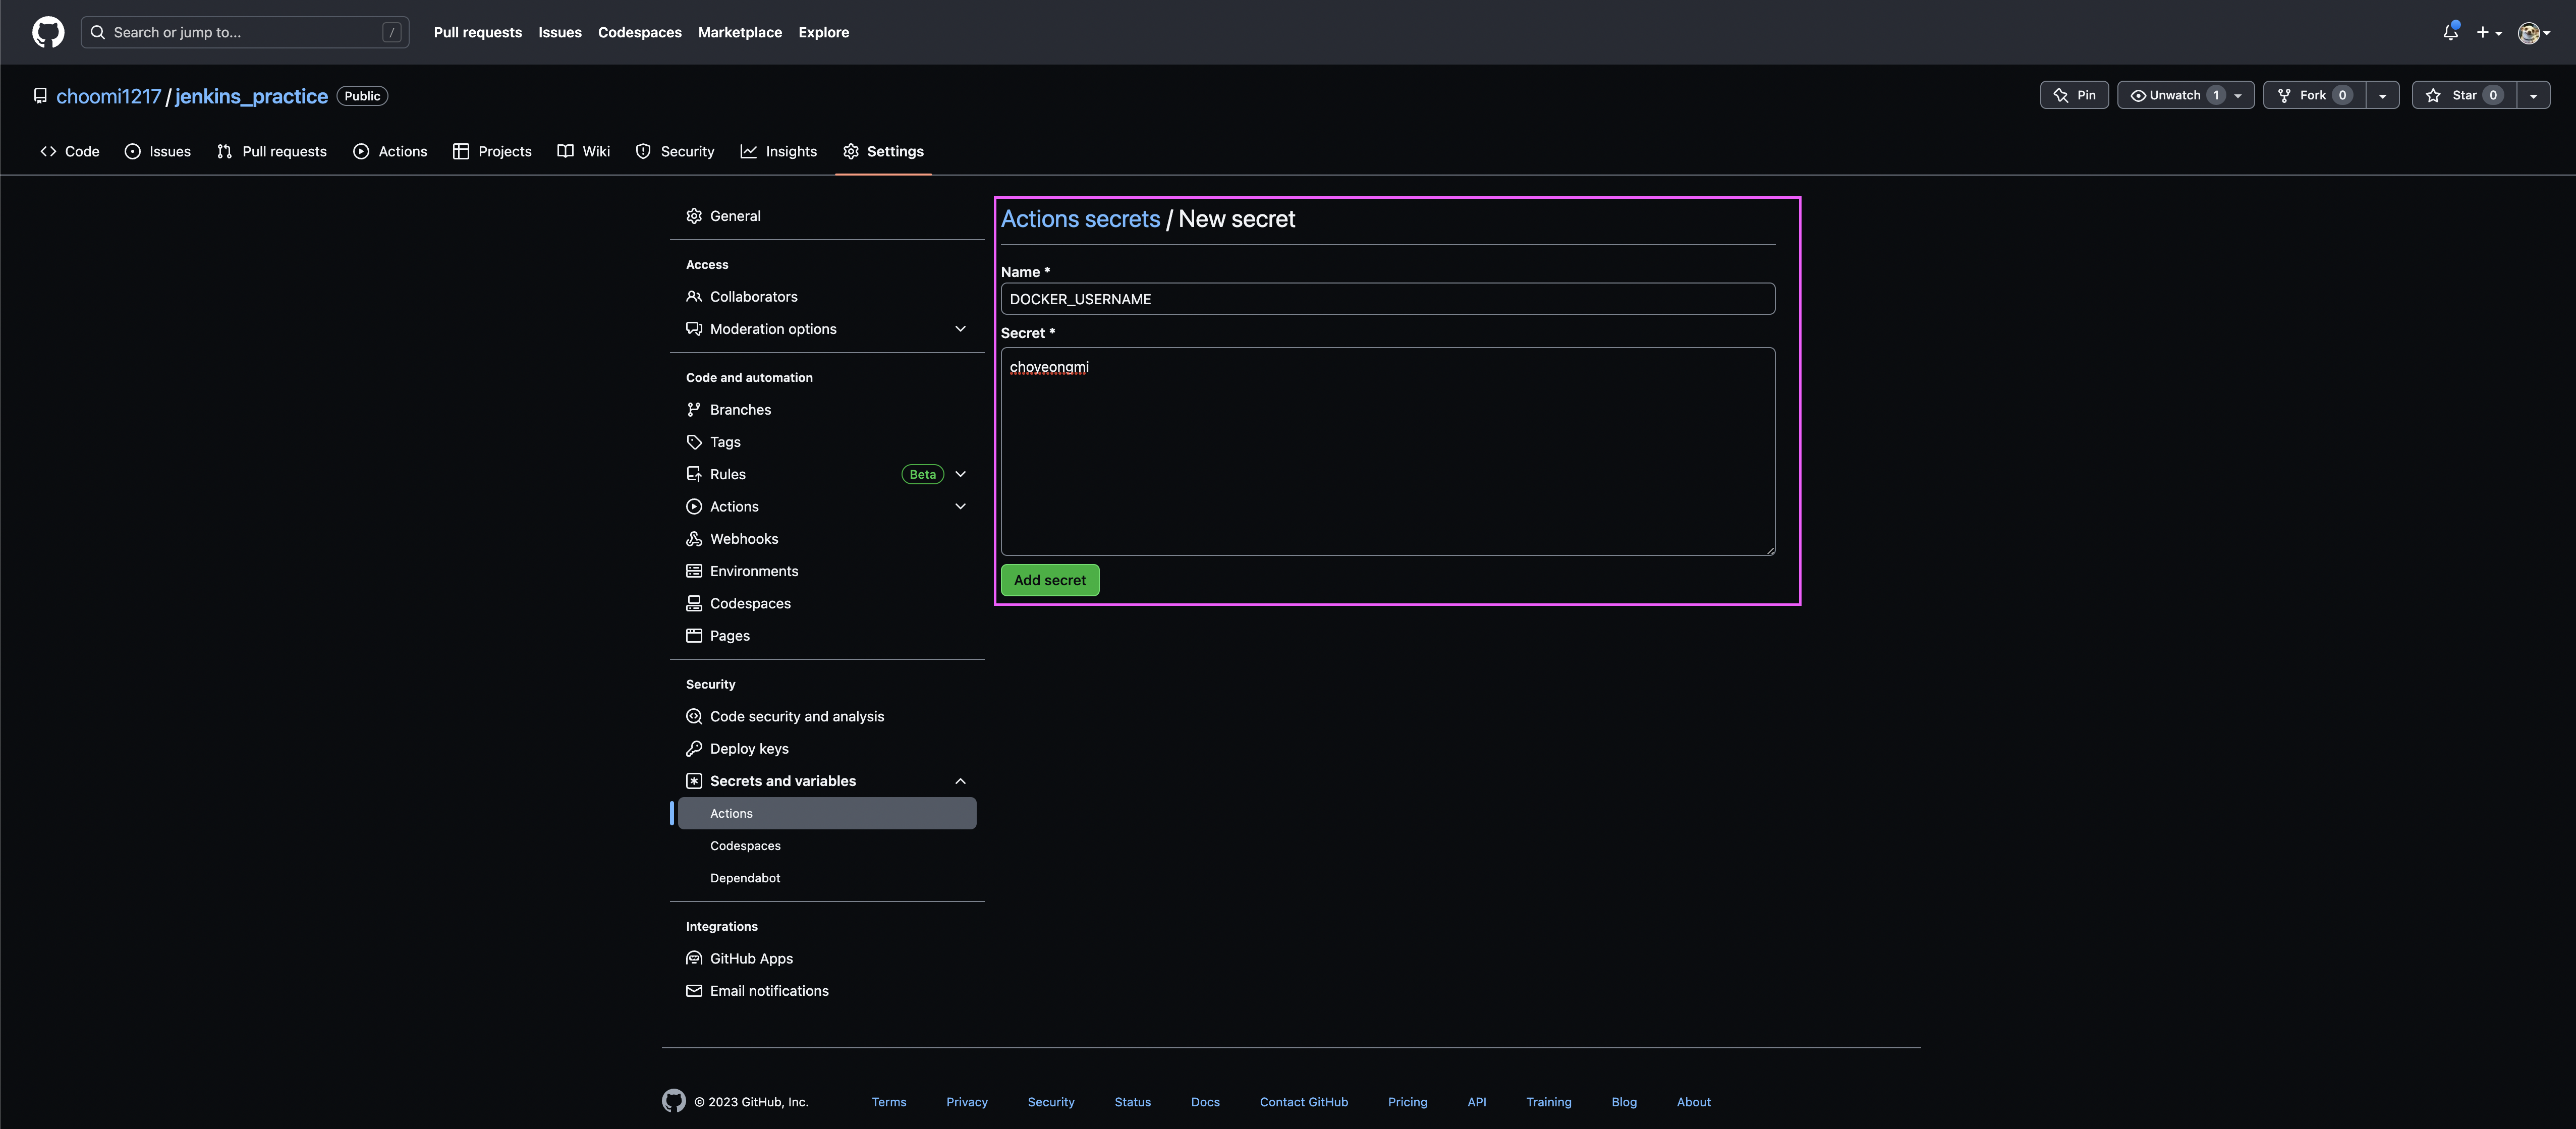 Search or jump to... /
Pull requests Issues Codespaces Marketplace Explore
choomi1217 / jenkins_practice Public
Pin Unwatch 1 Fork 0 Star 0
Code Issues Pull requests Actions Projects Wiki Security Insights Settings
General
Access
Collaborators
Moderation options
Code and automation
Branches
Tags
Rules Beta
Actions
Webhooks
Environments
Codespaces
Pages
Security
Code security and analysis
Deploy keys
Secrets and variables
Actions
Codespaces
Dependabot
Integrations
GitHub Apps
Email notifications
Actions secrets / New secret
Name *
DOCKER_USERNAME
Secret *
choyeongmi
Add secret
© 2023 GitHub, Inc. Terms Privacy Security Status Docs Contact GitHub Pricing API Training Blog About